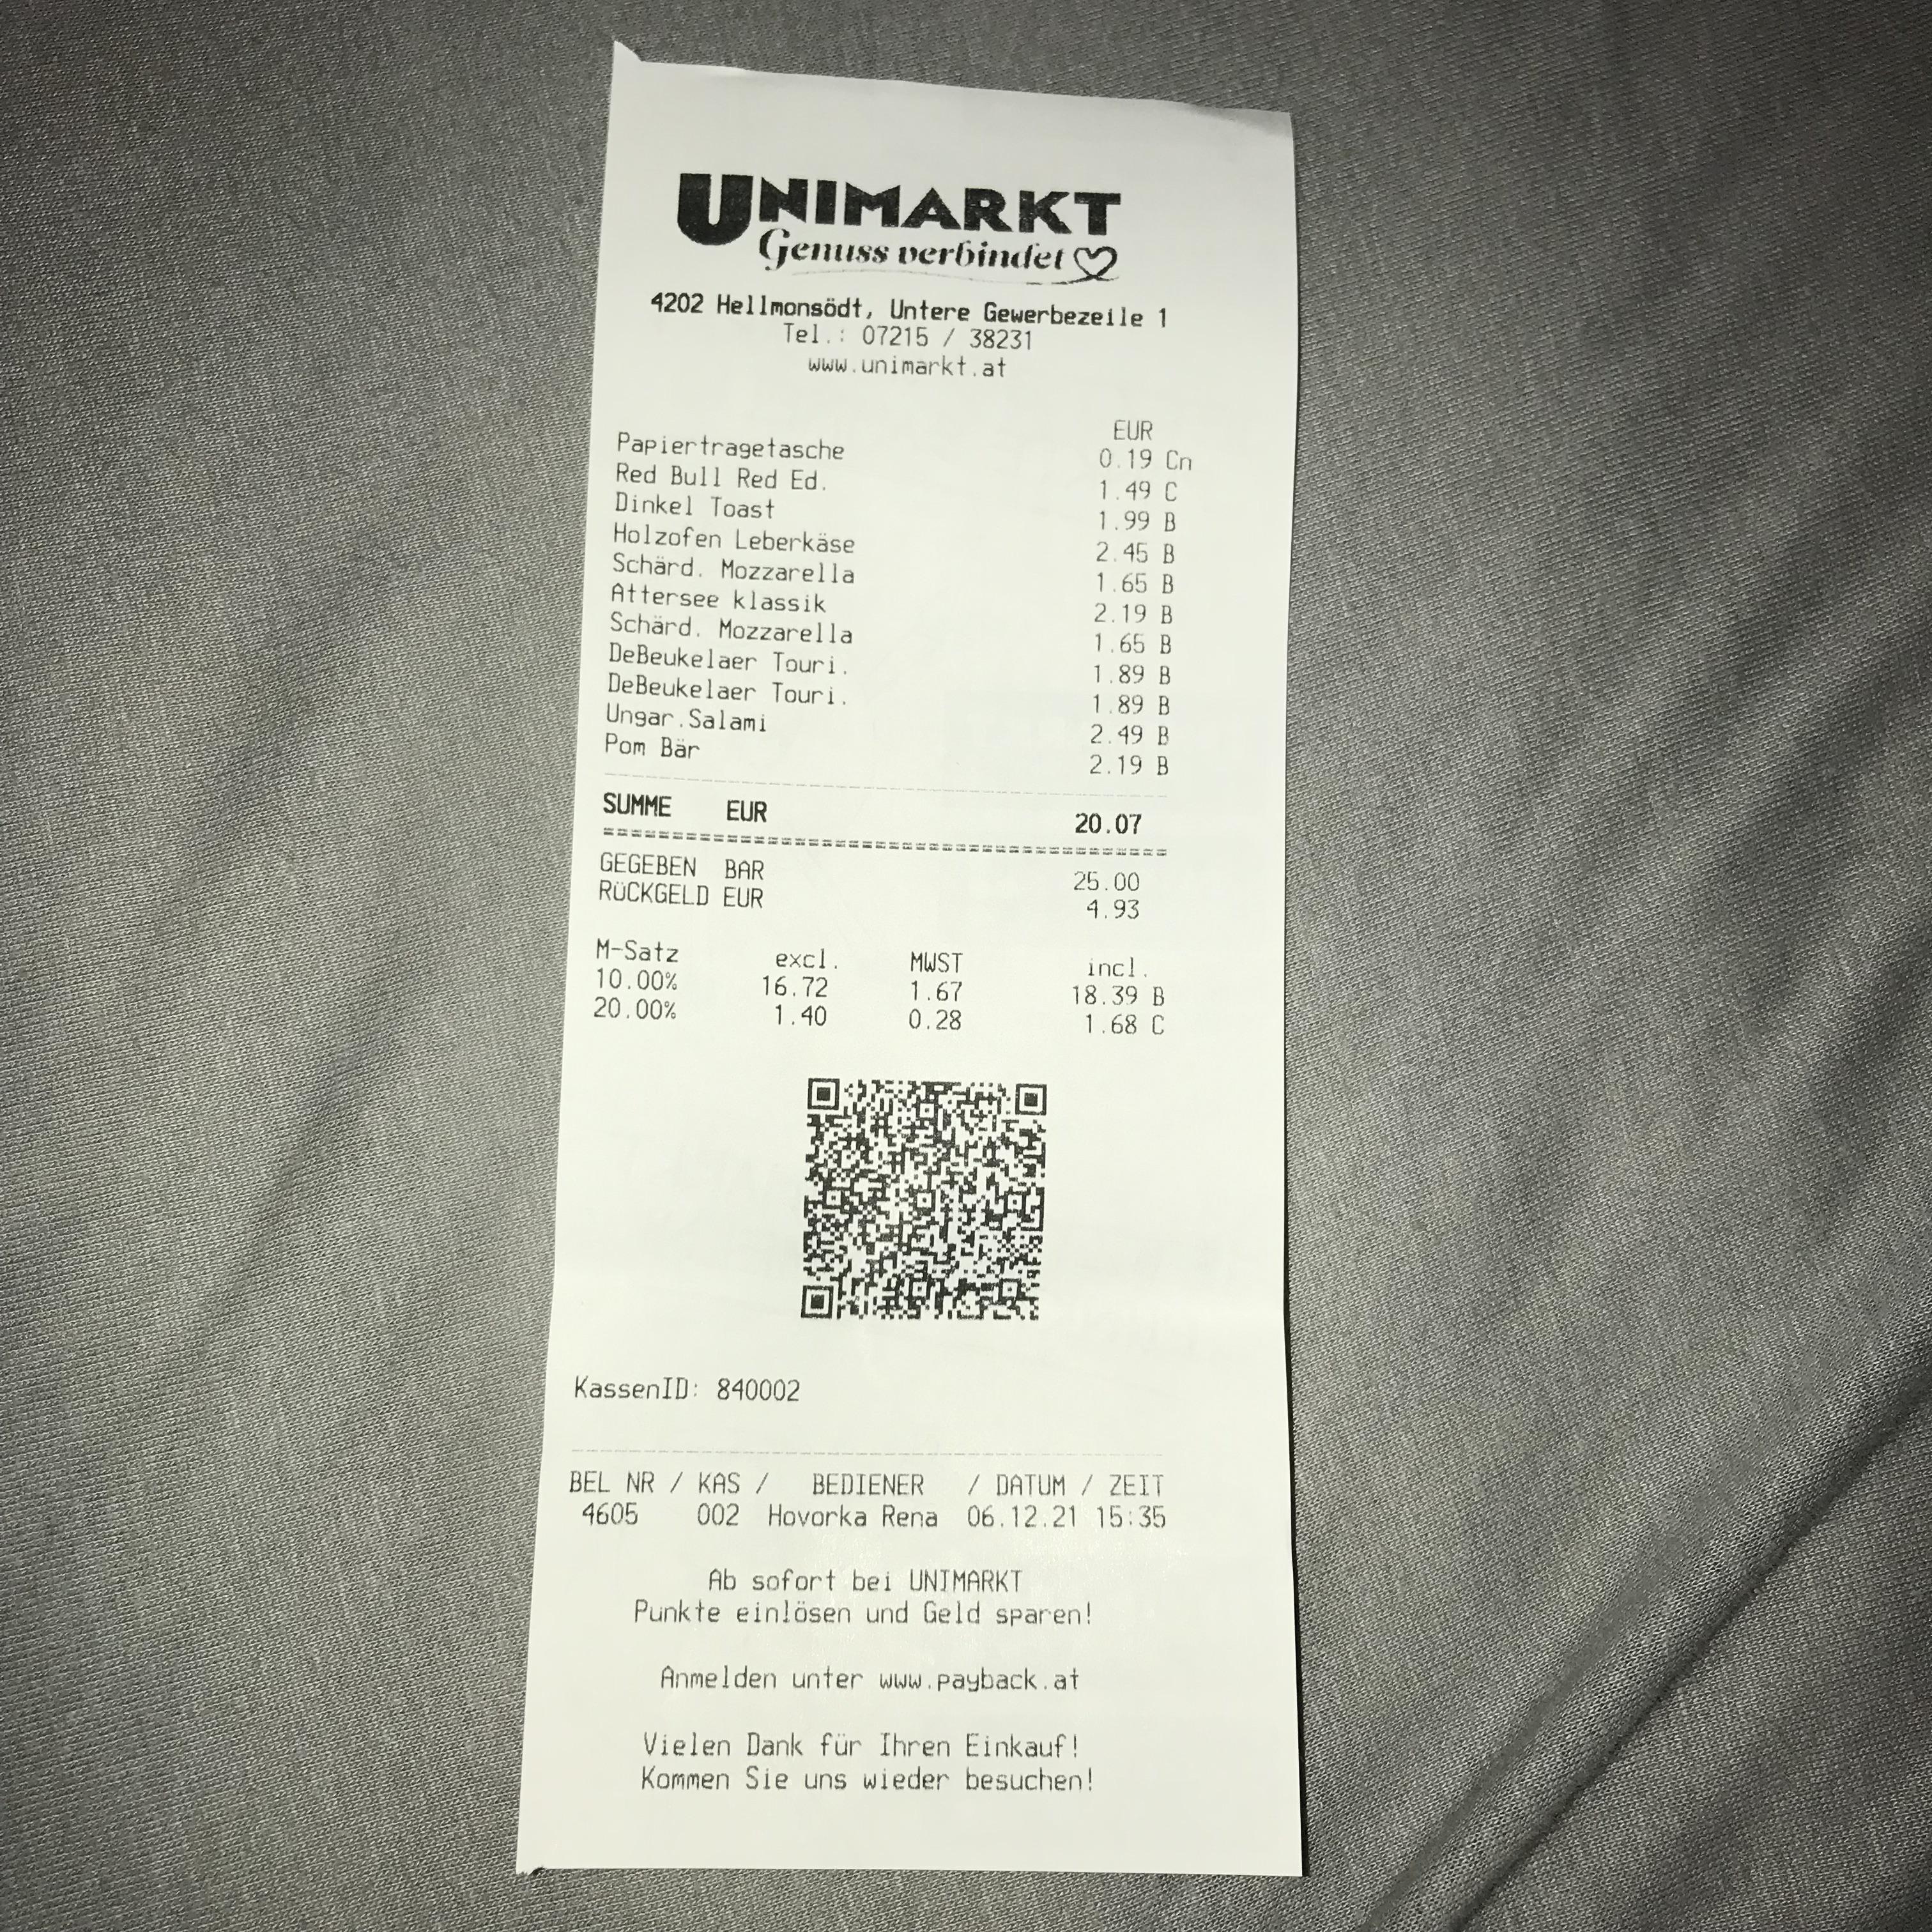 UNIMARKT
Genuss verbindet
4202 Hellmonsödt, Untere Gewerbezeile 1
Tel.: 07215 / 38231
www.unimarkt.at
EUR
Papiertragetasche 0.19 Cn
Red Bull Red Ed. 1.49 C
Dinkel Toast 1.99 B
Holzofen Leberkäse 2.45 B
Schärd. Mozzarella 1.65 B
Attersee klassik 2.19 B
Schärd. Mozzarella 1.65 B
DeBeukelaer Touri. 1.89 B
DeBeukelaer Touri. 1.89 B
Ungar.Salami 2.49 B
Pom Bär 2.19 B
SUMME EUR 20.07
GEGEBEN BAR 25.00
RÜCKGELD EUR 4.93
M-Satz excl. MWST incl.
10.00% 16.72 1.67 18.39 B
20.00% 1.40 0.28 1.68 C
KassenID: 840002
BEL NR / KAS / BEDIENER / DATUM / ZEIT
4605 002 Hovorka Rena 06.12.21 15:35
Ab sofort bei UNIMARKT
Punkte einlösen und Geld sparen!
Anmelden unter www.payback.at
Vielen Dank für Ihren Einkauf!
Kommen Sie uns wieder besuchen!